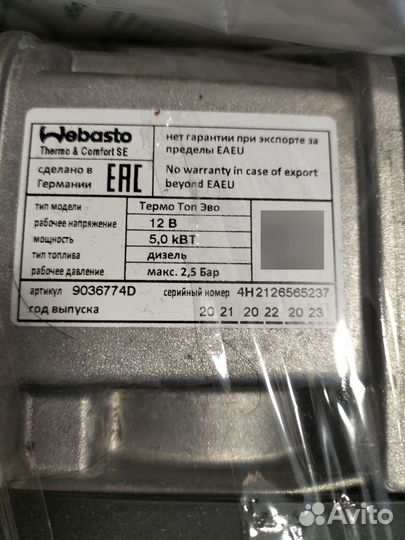 Webasto
Thermo & Comfort SE
сделано в
Германии
EAC
нет гарантии при экспорте за
пределы EAEU
No warranty in case of export
beyond EAEU
тип модели Термо Топ Эво
рабочее напряжение 12 В
мощность 5,0 кВТ
тип топлива дизель
рабочее давление макс. 2,5 Бар
артикул 9036774D серийный номер 4H2126565237
год выпуска 20 21 20 22 20 23
Avito